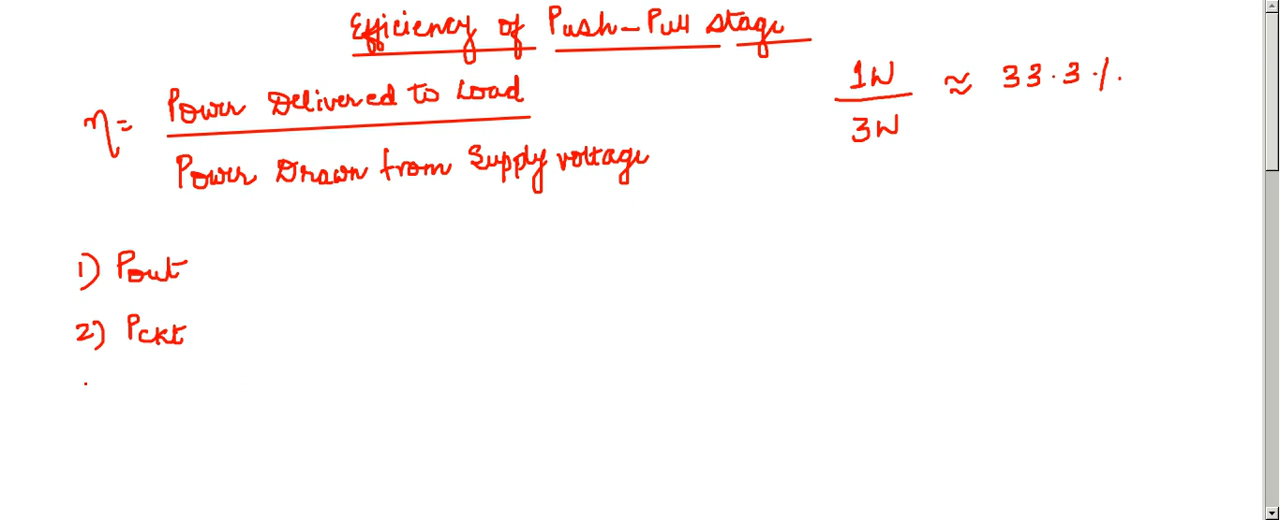 Efficiency of Push-Pull stage
η = Power Delivered to Load / Power Drawn from Supply voltage
1W / 3W ≈ 33.3%.
1) Pout
2) Pckt